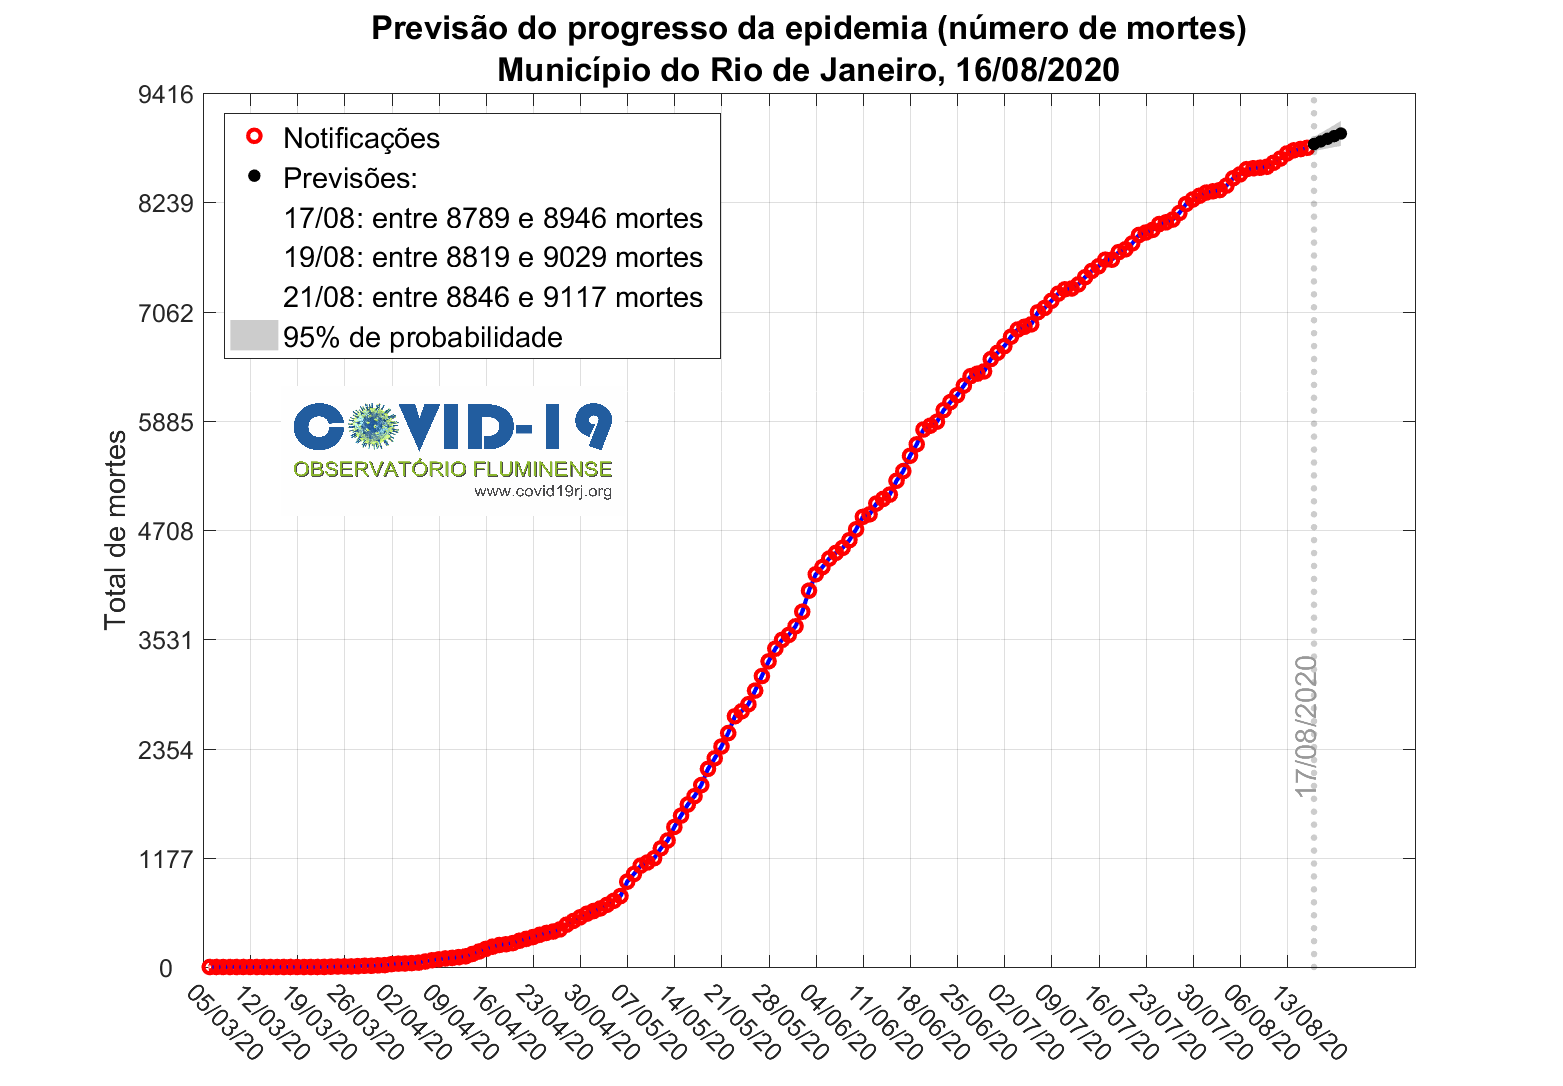 Previsão do progresso da epidemia (número de mortes)
Município do Rio de Janeiro, 16/08/2020
9416
8239
7062
5885
4708
3531
2354
1177
0
Total de mortes
Notificações
Previsões:
17/08: entre 8789 e 8946 mortes
19/08: entre 8819 e 9029 mortes
21/08: entre 8846 e 9117 mortes
95% de probabilidade
COVID-19
OBSERVATÓRIO FLUMINENSE
www.covid19rj.org
17/08/2020
05/03/20
12/03/20
19/03/20
26/03/20
02/04/20
09/04/20
16/04/20
23/04/20
30/04/20
07/05/20
14/05/20
21/05/20
28/05/20
04/06/20
11/06/20
18/06/20
25/06/20
02/07/20
09/07/20
16/07/20
23/07/20
30/07/20
06/08/20
13/08/20